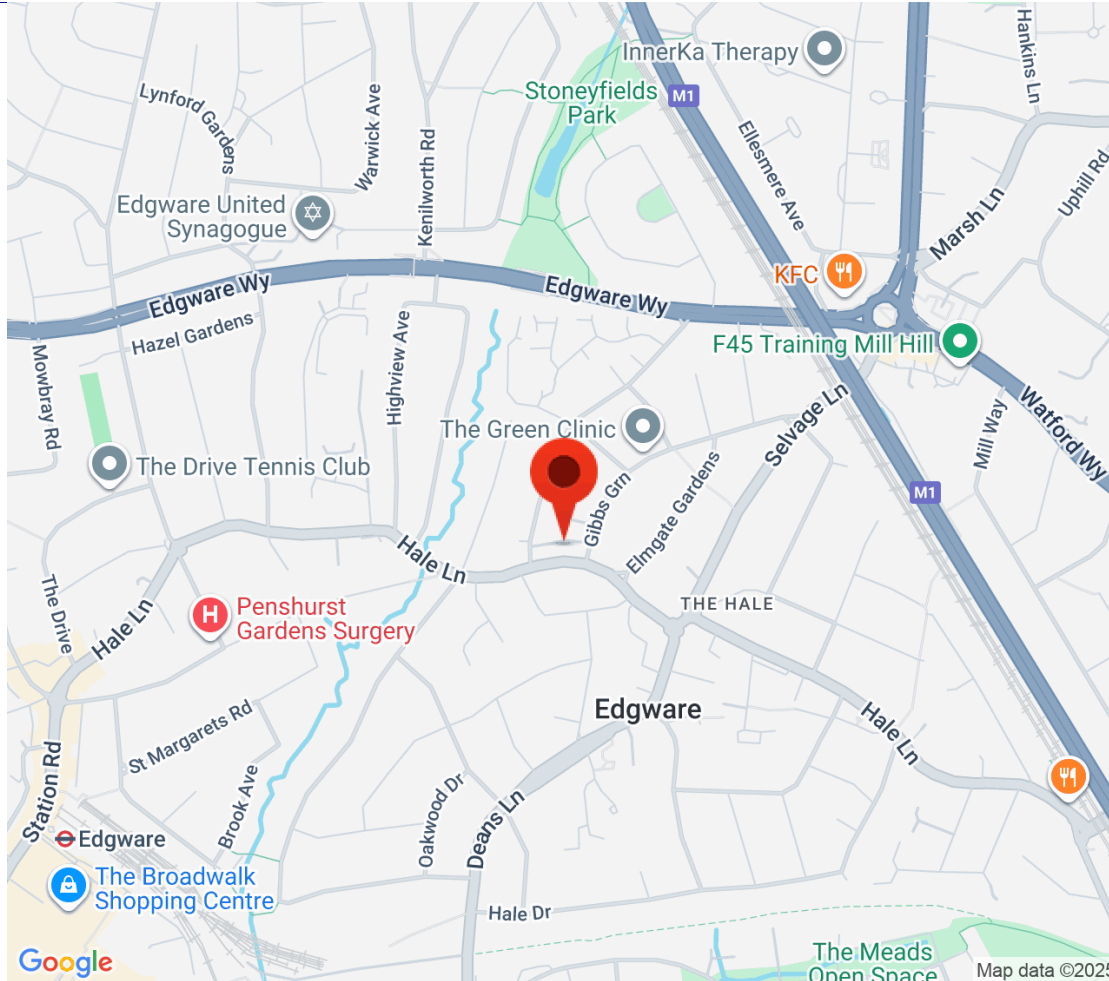 Hankins Ln
InnerKa Therapy
M1
Stoneyfields
Park
Lynford Gardens
Warwick Ave
Ellesmere Ave
Uphill Rd
Marsh Ln
Edgware United
Synagogue
Kenilworth Rd
KFC
Edgware Wy
Edgware Wy
Hazel Gardens
F45 Training Mill Hill
Mowbray Rd
Highview Ave
Selvage Ln
Watford Wy
Mill Way
The Green Clinic
The Drive Tennis Club
M1
Gibbs Grn
Elmgate Gardens
Hale Ln
The Drive
Hale Ln
H
Penshurst
Gardens Surgery
THE HALE
Edgware
Hale Ln
St Margarets Rd
Station Rd
Brook Ave
Oakwood Dr
Deans Ln
Edgware
The Broadwalk
Shopping Centre
Hale Dr
The Meads
Open Space
Google
Map data ©2025